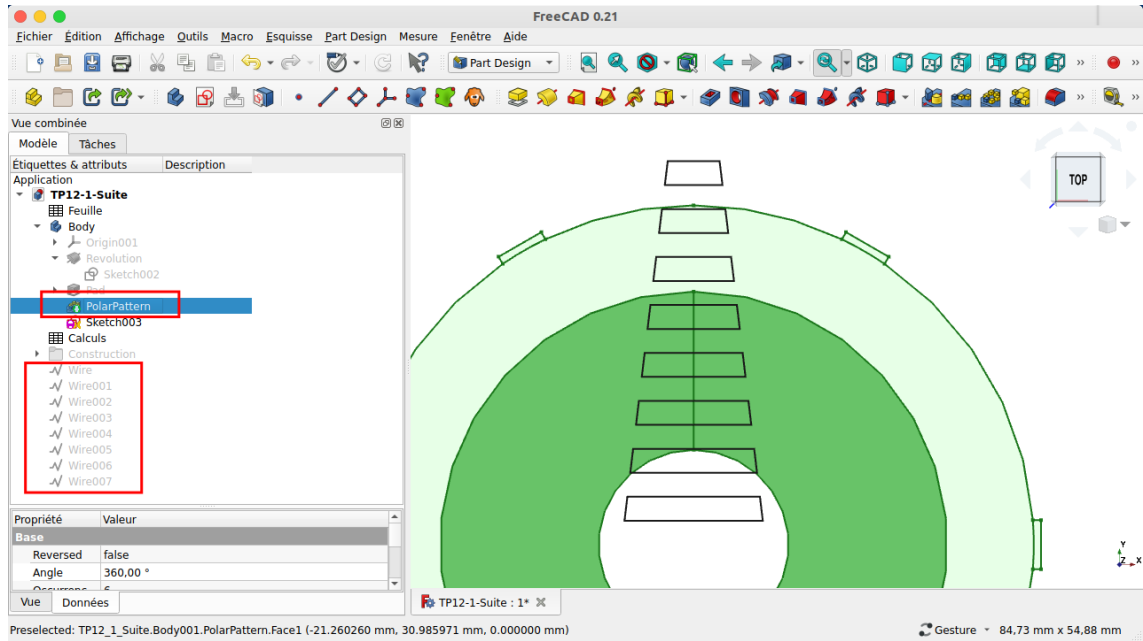 FreeCAD 0.21
Fichier Édition Affichage Outils Macro Esquisse Part Design Mesure Fenêtre Aide
Part Design
Vue combinée
Modèle Tâches
Étiquettes & attributs Description
Application
TP12-1-Suite
Feuille
Body
Origin001
Revolution
Sketch002
Pad
PolarPattern
Sketch003
Calculs
Construction
Wire
Wire001
Wire002
Wire003
Wire004
Wire005
Wire006
Wire007
TOP
Y
Z X
Propriété Valeur
Base
Reversed false
Angle 360,00 °
Vue Données
TP12-1-Suite : 1*
Preselected: TP12_1_Suite.Body001.PolarPattern.Face1 (-21.260260 mm, 30.985971 mm, 0.000000 mm)
Gesture 84,73 mm x 54,88 mm